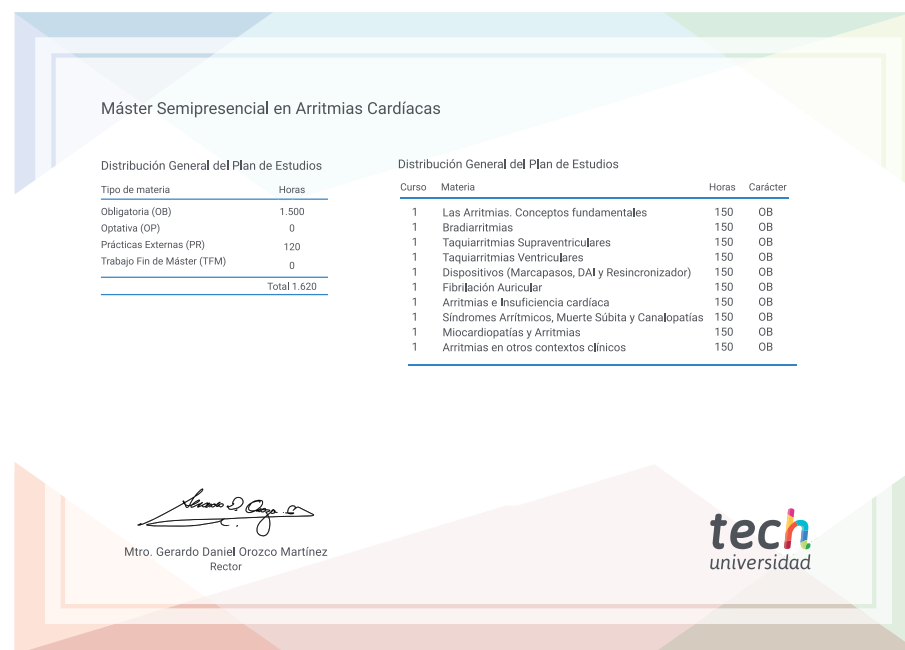 Máster Semipresencial en Arritmias Cardíacas
Distribución General del Plan de Estudios
Tipo de materia Horas
Obligatoria (OB) 1.500
Optativa (OP) 0
Prácticas Externas (PR) 120
Trabajo Fin de Máster (TFM) 0
Total 1.620
Distribución General del Plan de Estudios
Curso Materia Horas Carácter
1 Las Arritmias. Conceptos fundamentales 150 OB
1 Bradiarritmias 150 OB
1 Taquiarritmias Supraventriculares 150 OB
1 Taquiarritmias Ventriculares 150 OB
1 Dispositivos (Marcapasos, DAI y Resincronizador) 150 OB
1 Fibrilación Auricular 150 OB
1 Arritmias e Insuficiencia cardíaca 150 OB
1 Síndromes Arrítmicos, Muerte Súbita y Canalopatías 150 OB
1 Miocardiopatías y Arritmias 150 OB
1 Arritmias en otros contextos clínicos 150 OB
Mtro. Gerardo Daniel Orozco Martínez
Rector
tech
universidad